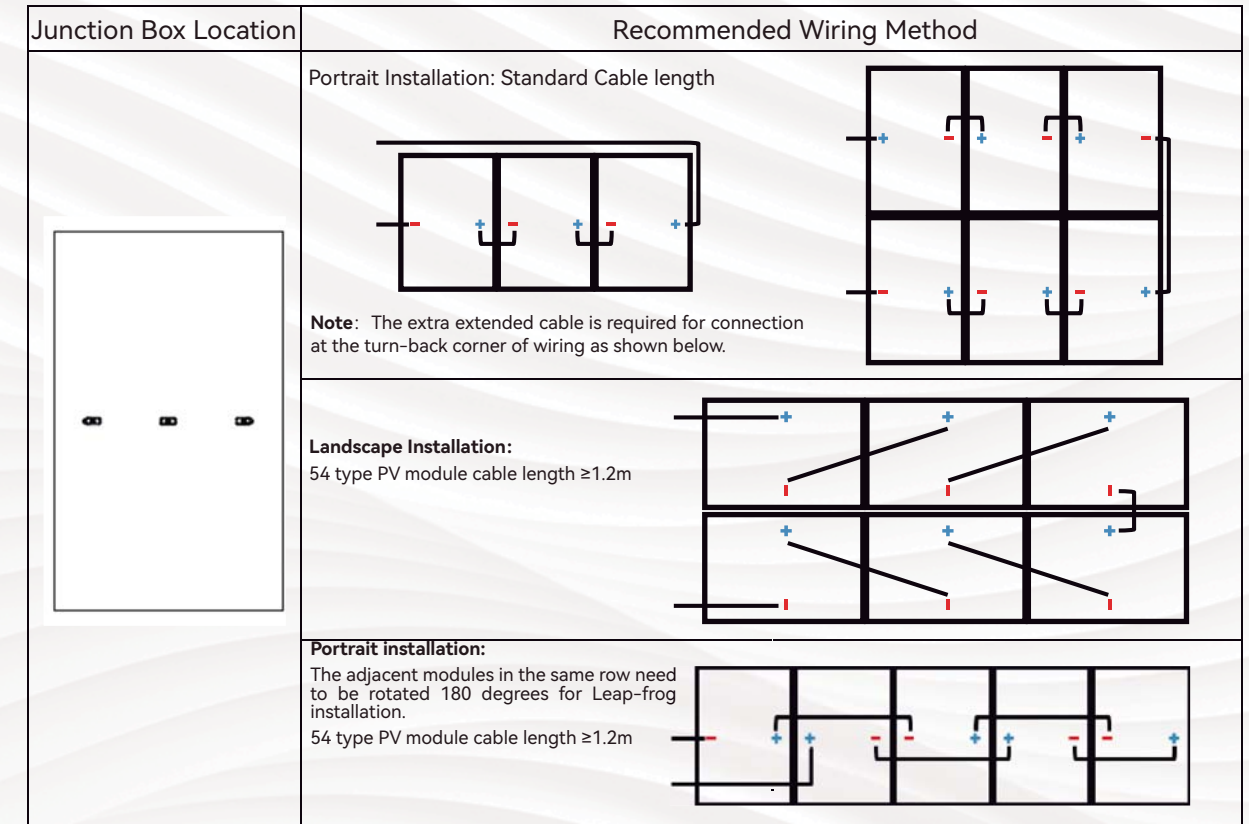 Junction Box Location
Recommended Wiring Method
Portrait Installation: Standard Cable length
Note： The extra extended cable is required for connection
at the turn-back corner of wiring as shown below.
Landscape Installation:
54 type PV module cable length ≥1.2m
Portrait installation:
The adjacent modules in the same row need
to be rotated 180 degrees for Leap-frog
installation.
54 type PV module cable length ≥1.2m